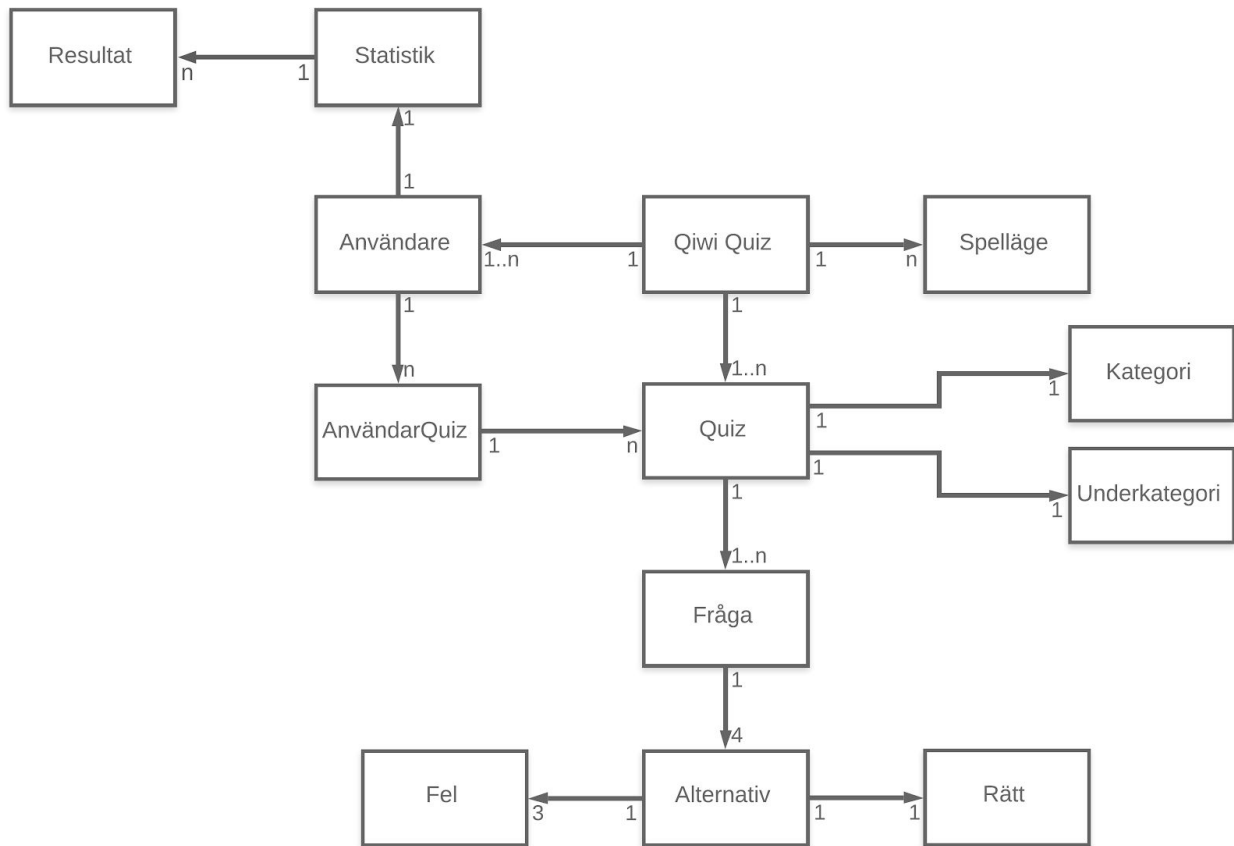 Resultat
Statistik
n
1
1
1
Användare
Qiwi Quiz
Spelläge
1..n
1
1
n
1
1
n
1..n
Kategori
1
AnvändarQuiz
Quiz
1
1
n
1
Underkategori
1
1
1..n
Fråga
1
4
Fel
Alternativ
Rätt
3
1
1
1